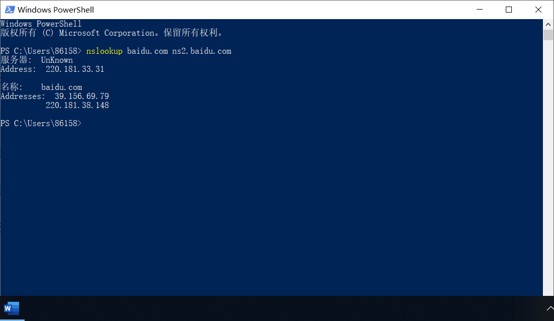 Windows PowerShell
Windows PowerShell
版权所有 (C) Microsoft Corporation。保留所有权利。
PS C:\Users\86158> nslookup baidu.com ns2.baidu.com
服务器:  UnKnown
Address:  220.181.33.31
名称:    baidu.com
Addresses:  39.156.69.79
220.181.38.148
PS C:\Users\86158>
W